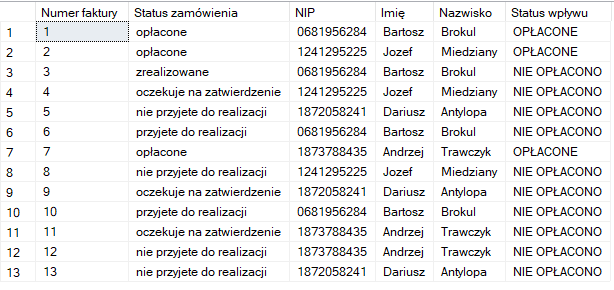 Numer faktury Status zamówienia NIP Imię Nazwisko Status wpływu
1 1 opłacone 0681956284 Bartosz Brokul OPŁACONE
2 2 opłacone 1241295225 Jozef Miedziany OPŁACONE
3 3 zrealizowane 0681956284 Bartosz Brokul NIE OPŁACONO
4 4 oczekuje na zatwierdzenie 1241295225 Jozef Miedziany NIE OPŁACONO
5 5 nie przyjete do realizacji 1872058241 Dariusz Antylopa NIE OPŁACONO
6 6 przyjete do realizacji 0681956284 Bartosz Brokul NIE OPŁACONO
7 7 opłacone 1873788435 Andrzej Trawczyk OPŁACONE
8 8 nie przyjete do realizacji 1241295225 Jozef Miedziany NIE OPŁACONO
9 9 oczekuje na zatwierdzenie 1872058241 Dariusz Antylopa NIE OPŁACONO
10 10 przyjete do realizacji 0681956284 Bartosz Brokul NIE OPŁACONO
11 11 oczekuje na zatwierdzenie 1873788435 Andrzej Trawczyk NIE OPŁACONO
12 12 nie przyjete do realizacji 1873788435 Andrzej Trawczyk NIE OPŁACONO
13 13 nie przyjete do realizacji 1872058241 Dariusz Antylopa NIE OPŁACONO